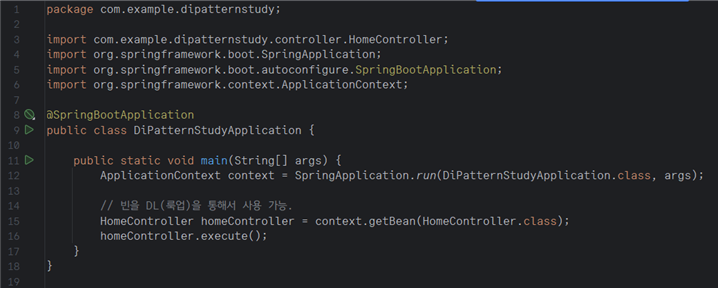 1 package com.example.dipatternstudy;
2
3 import com.example.dipatternstudy.controller.HomeController;
4 import org.springframework.boot.SpringApplication;
5 import org.springframework.boot.autoconfigure.SpringBootApplication;
6 import org.springframework.context.ApplicationContext;
7
8 @SpringBootApplication
9 public class DiPatternStudyApplication {
10
11 public static void main(String[] args) {
12 ApplicationContext context = SpringApplication.run(DiPatternStudyApplication.class, args);
13
14 // 빈을 DL(룩업)을 통해서 사용 가능.
15 HomeController homeController = context.getBean(HomeController.class);
16 homeController.execute();
17 }
18 }
19